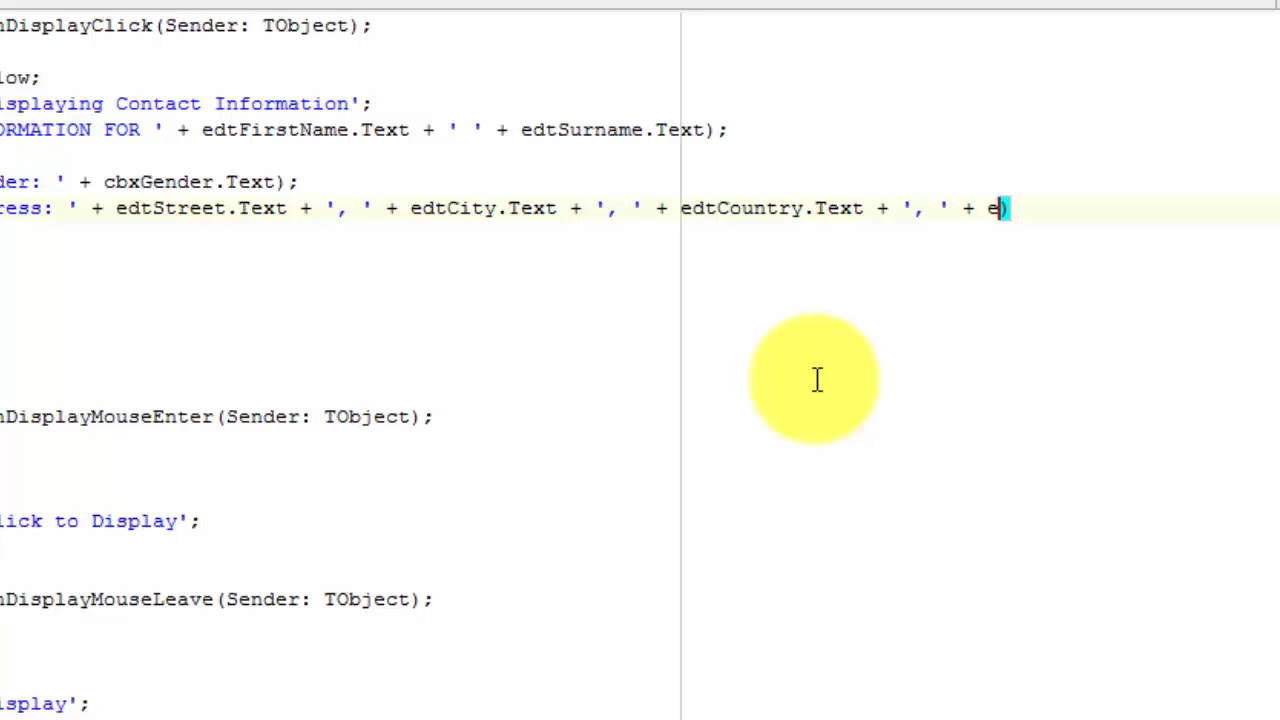 nDisplayClick(Sender: TObject);
low;
isplaying Contact Information';
ORMATION FOR ' + edtFirstName.Text + ' ' + edtSurname.Text);
der: ' + cbxGender.Text);
ress: ' + edtStreet.Text + ', ' + edtCity.Text + ', ' + edtCountry.Text + ', ' + e)
nDisplayMouseEnter(Sender: TObject);
lick to Display';
nDisplayMouseLeave(Sender: TObject);
isplay';